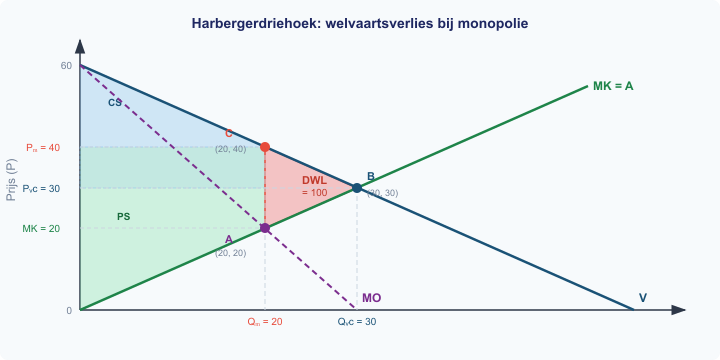 Harbergerdriehoek: welvaartsverlies bij monopolie
Prijs (P)
60
MK = A
CS
C
(20, 40)
Pₘ = 40
DWL
= 100
B
(30, 30)
Pᵥc = 30
PS
MK = 20
A
(20, 20)
MO
V
0
Qₘ = 20
Qᵥc = 30